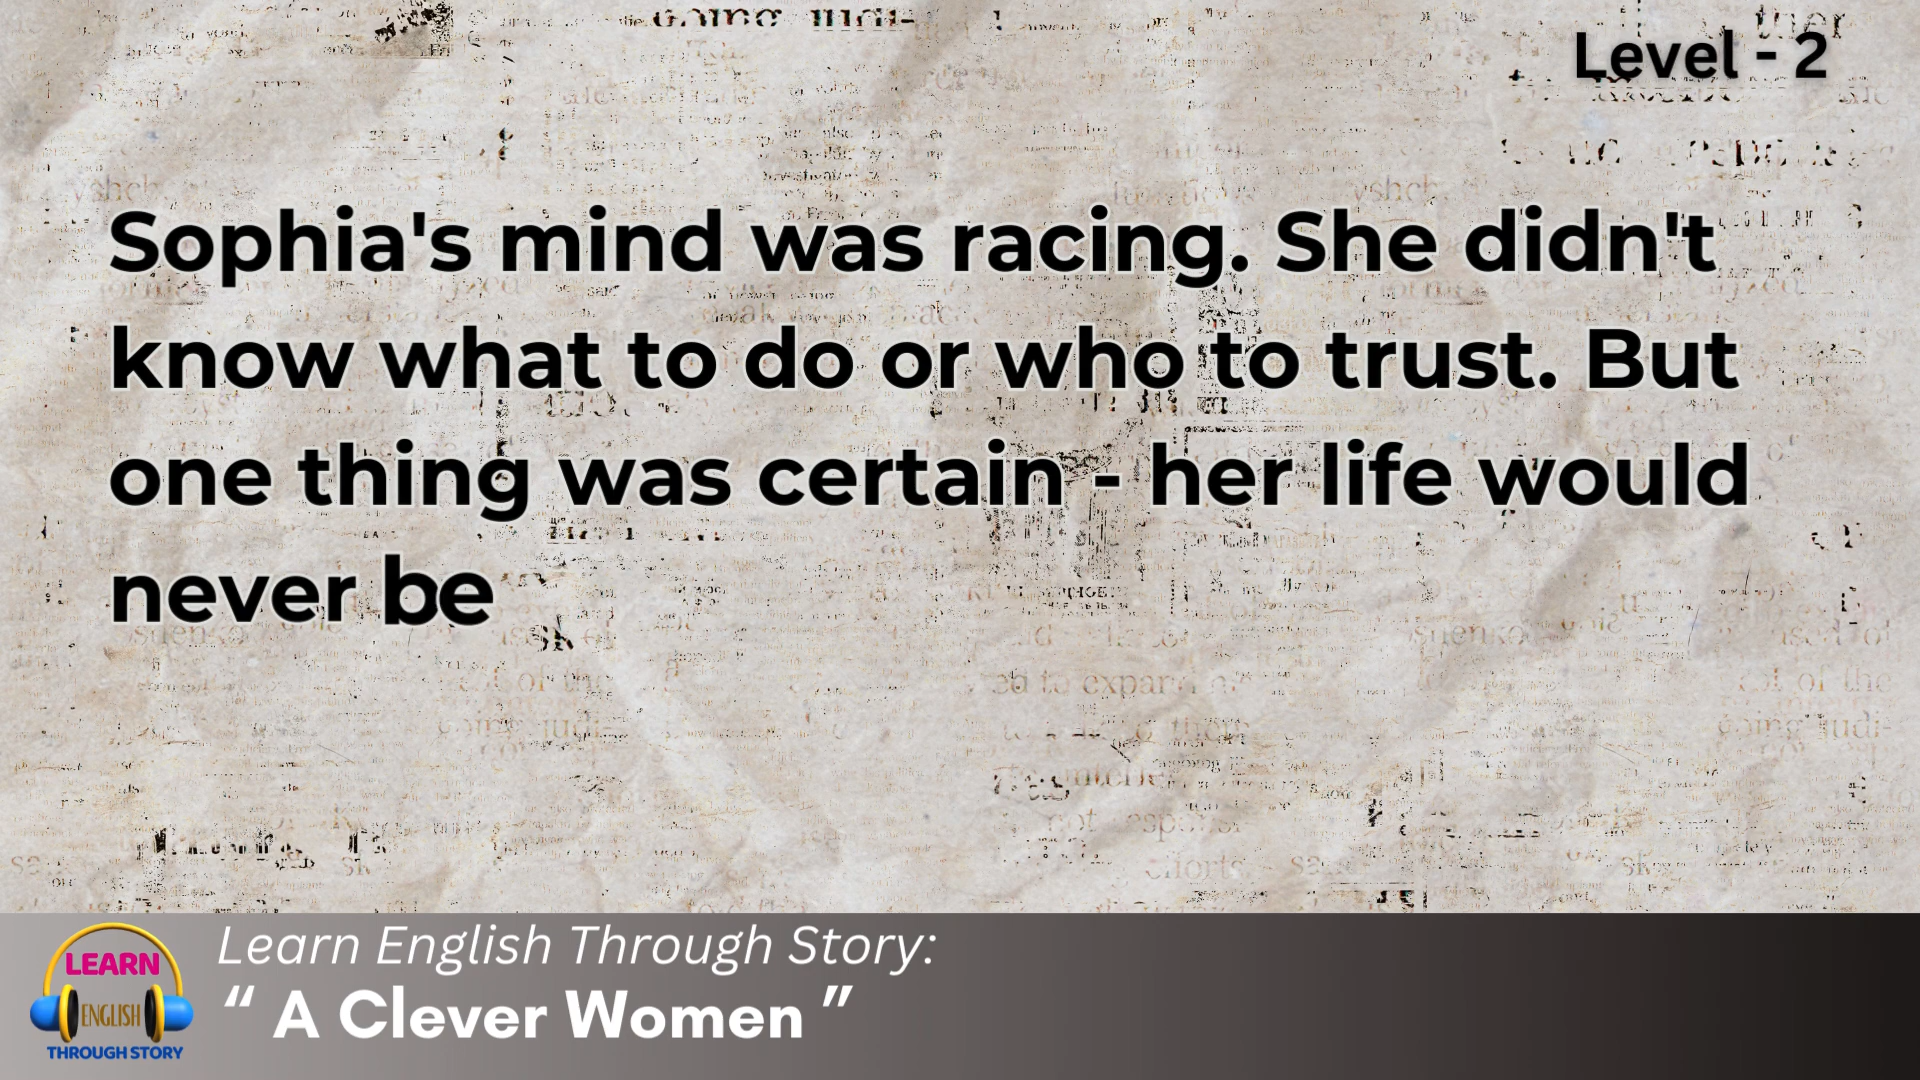 Level - 2
Sophia's mind was racing. She didn't
know what to do or who to trust. But
one thing was certain - her life would
never be
LEARN
ENGLISH
THROUGH STORY
Learn English Through Story:
“ A Clever Women ”